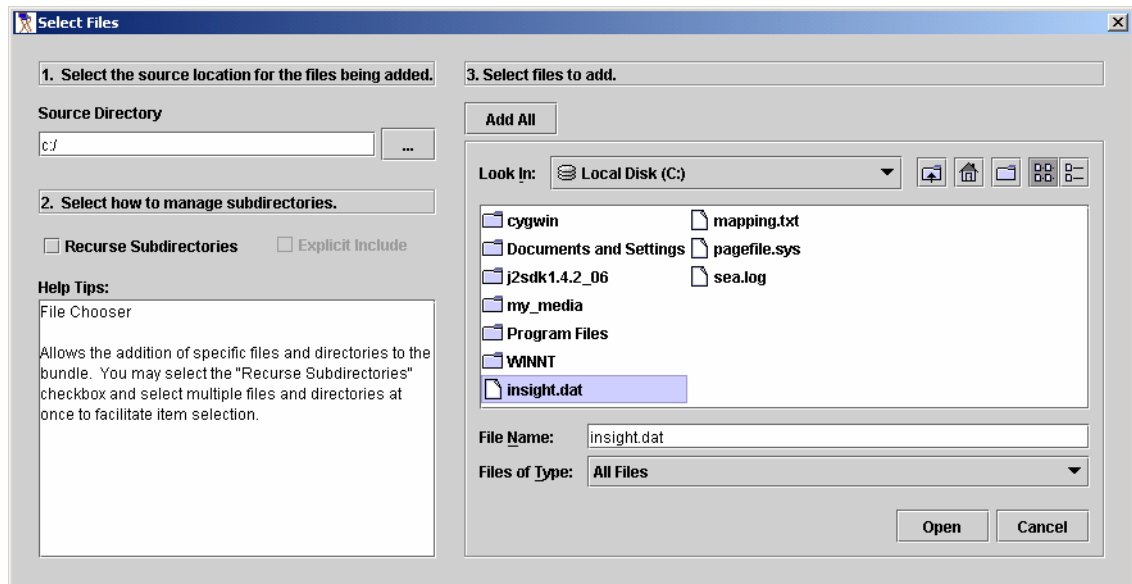 Select Files
1. Select the source location for the files being added.
Source Directory
c:/
...
2. Select how to manage subdirectories.
Recurse Subdirectories
Explicit Include
Help Tips:
File Chooser
Allows the addition of specific files and directories to the
bundle. You may select the "Recurse Subdirectories"
checkbox and select multiple files and directories at
once to facilitate item selection.
3. Select files to add.
Add All
Look In:
Local Disk (C:)
cygwin
Documents and Settings
j2sdk1.4.2_06
my_media
Program Files
WINNT
insight.dat
mapping.txt
pagefile.sys
sea.log
File Name:
insight.dat
Files of Type:
All Files
Open
Cancel